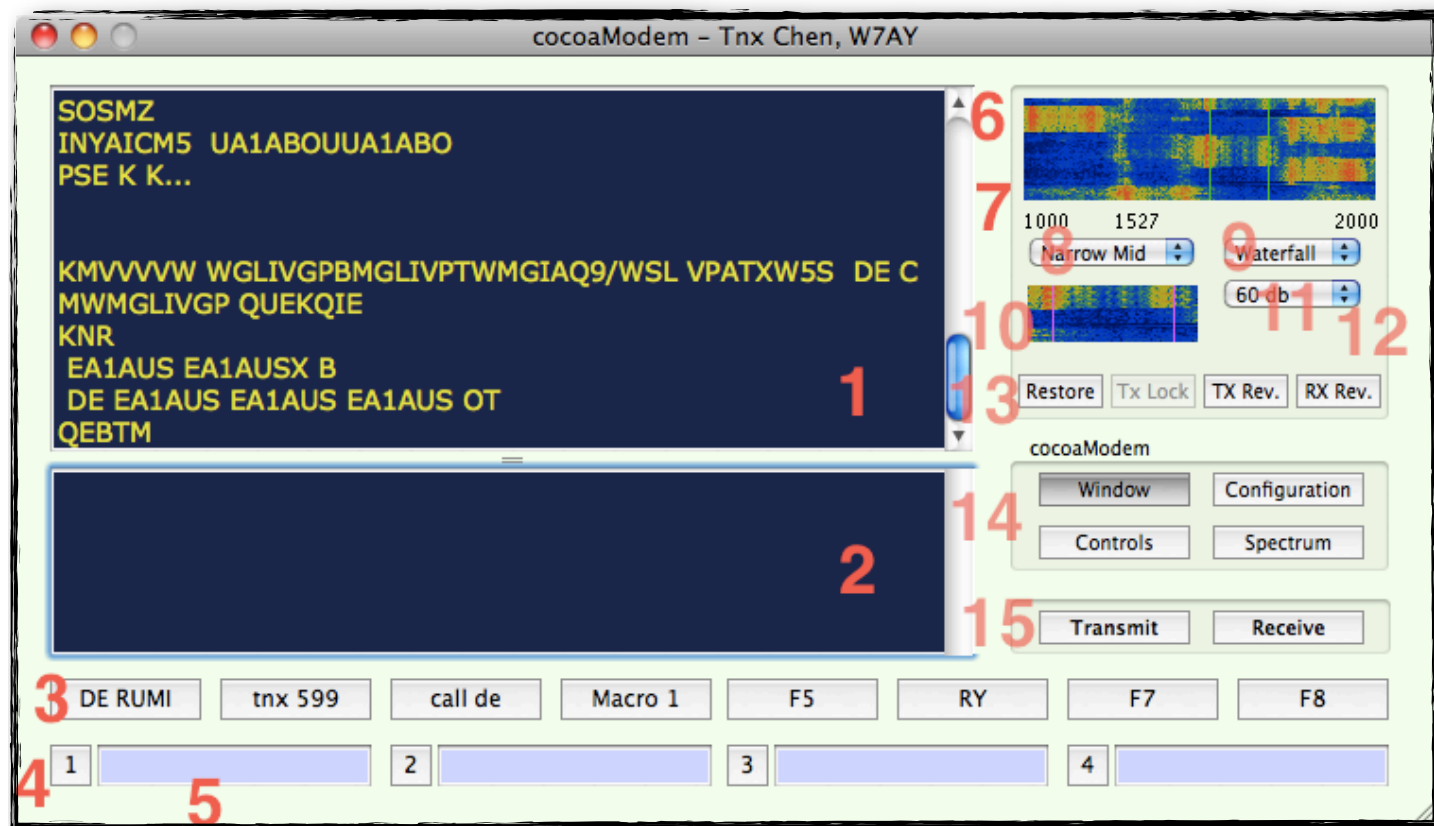 cocoaModem – Tnx Chen, W7AY
SOSMZ
INYAICM5  UA1ABOUUA1ABO
PSE K K...
KMVVVVW WGLIVGPBMGLIVPTWMGIAQ9/WSL VPATXW5S  DE C
MWMGLIVGP QUEKQIE
KNR
EA1AUS EA1AUSX B
DE EA1AUS EA1AUS EA1AUS OT
QEBTM
1
2
6
7
1000 1527 2000
8 Narrow Mid 9 Waterfall
10 60 db 11 12
13 Restore Tx Lock TX Rev. RX Rev.
cocoaModem
14 Window Configuration
Controls Spectrum
15 Transmit Receive
3 DE RUMI tnx 599 call de Macro 1 F5 RY F7 F8
4 1 2 3 4
5